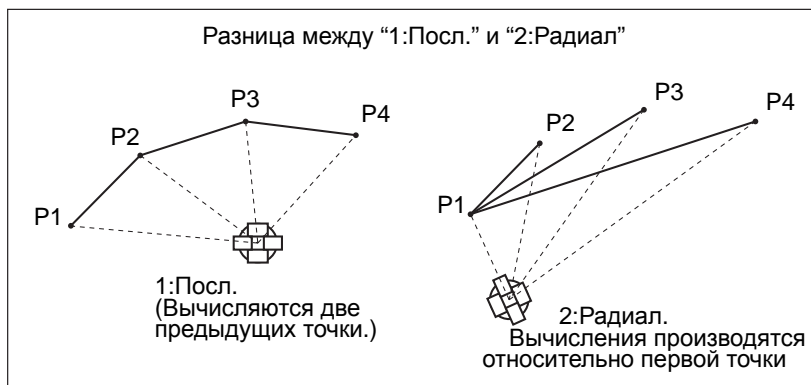 Разница между “1:Посл.” и “2:Радиал”
P1
P2
P3
P4
1:Посл.
(Вычисляются две
предыдущих точки.)
P1
P2
P3
P4
2:Радиал.
Вычисления производятся
относительно первой точки